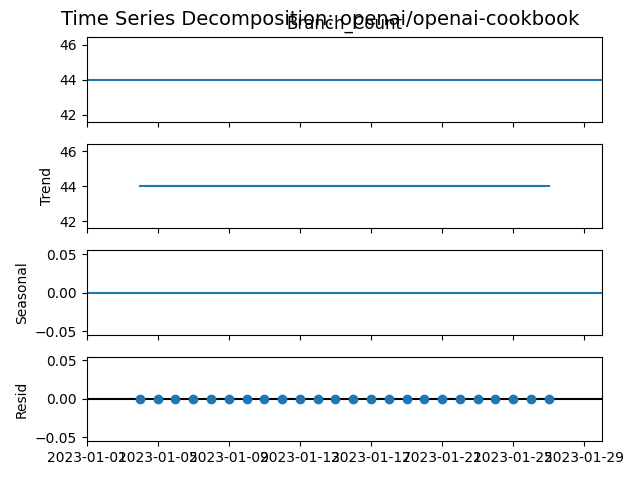 Time Series Decomposition: openai/openai-cookbook
Branch_Count
46
44
42
Trend
46
44
42
Seasonal
0.05
0.00
−0.05
Resid
0.05
0.00
−0.05
2023-01-01 2023-01-05 2023-01-09 2023-01-13 2023-01-17 2023-01-21 2023-01-25 2023-01-29